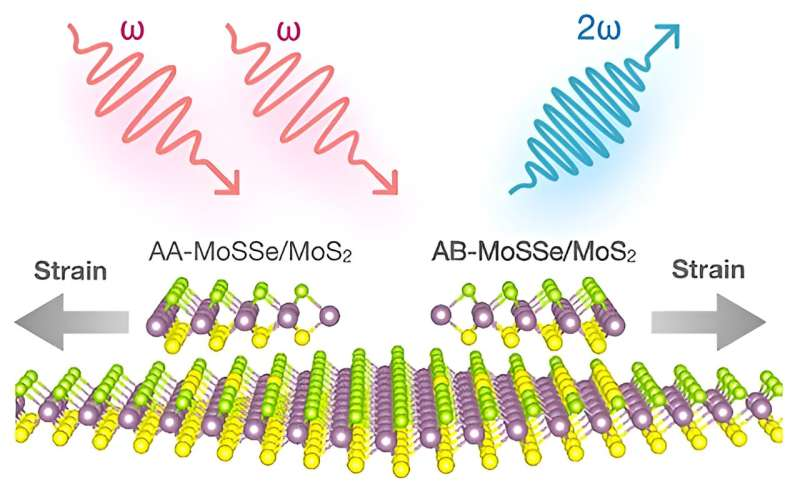 ω ω 2ω
AA-MoSSe/MoS₂ AB-MoSSe/MoS₂
Strain Strain